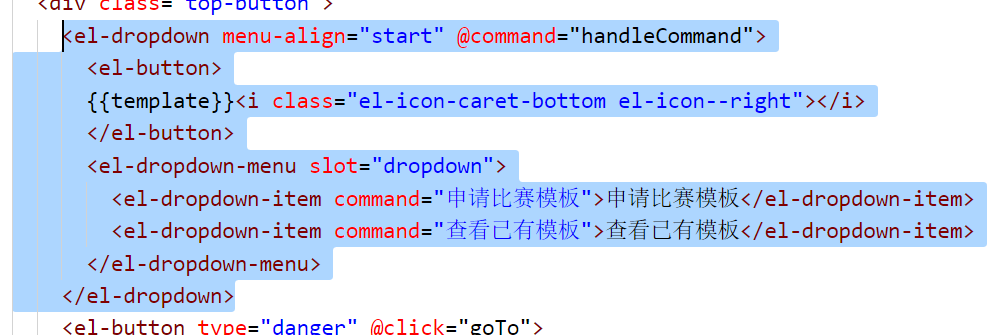 <div class="top-button">
<el-dropdown menu-align="start" @command="handleCommand">
<el-button>
{{template}}<i class="el-icon-caret-bottom el-icon--right"></i>
</el-button>
<el-dropdown-menu slot="dropdown">
<el-dropdown-item command="申请比赛模板">申请比赛模板</el-dropdown-item>
<el-dropdown-item command="查看已有模板">查看已有模板</el-dropdown-item>
</el-dropdown-menu>
</el-dropdown>
<el-button type="danger" @click="goTo">